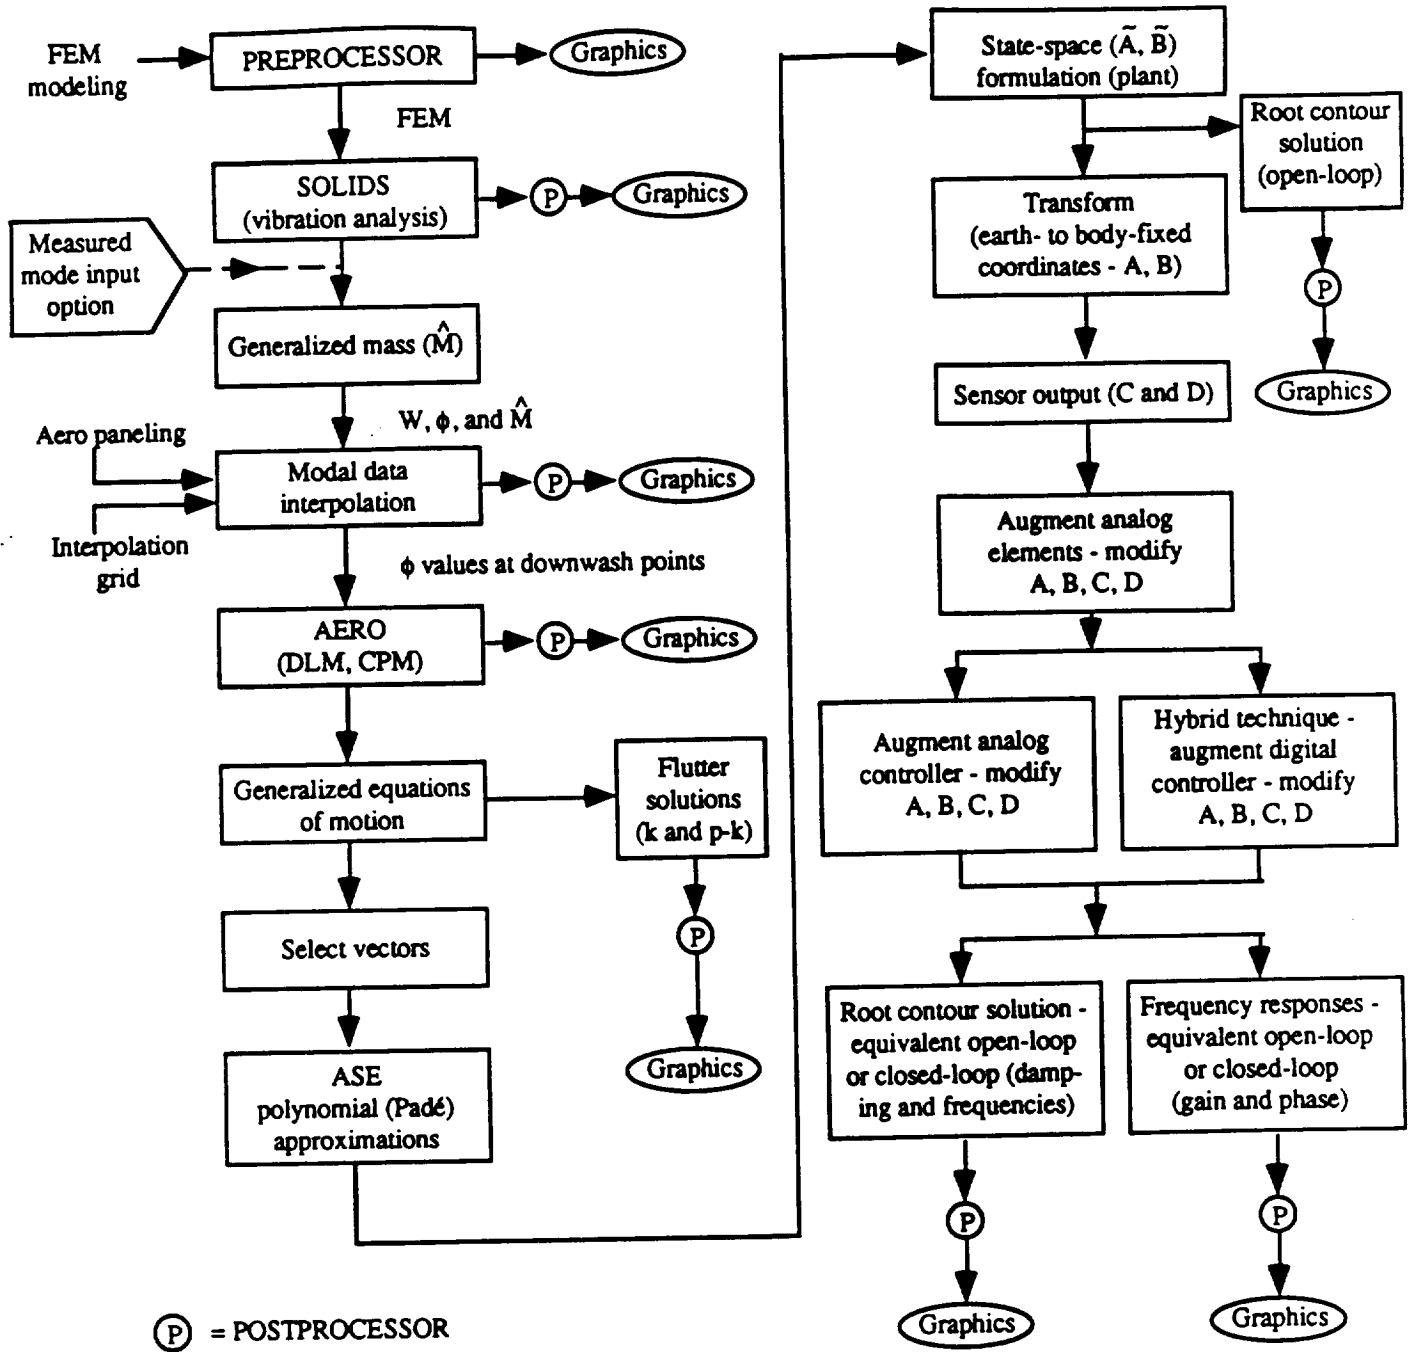 FEM
modeling
PREPROCESSOR
Graphics
FEM
SOLIDS
(vibration analysis)
P
Graphics
Measured
mode input
option
Generalized mass (M̂)
W, ϕ, and M̂
Aero paneling
Modal data
interpolation
P
Graphics
Interpolation
grid
ϕ values at downwash points
AERO
(DLM, CPM)
P
Graphics
Generalized equations
of motion
Flutter
solutions
(k and p-k)
P
Graphics
Select vectors
ASE
polynomial (Padé)
approximations
State-space (Ã, B̃)
formulation (plant)
Root contour
solution
(open-loop)
P
Graphics
Transform
(earth- to body-fixed
coordinates - A, B)
Sensor output (C and D)
Augment analog
elements - modify
A, B, C, D
Augment analog
controller - modify
A, B, C, D
Hybrid technique -
augment digital
controller - modify
A, B, C, D
Root contour solution -
equivalent open-loop
or closed-loop (damp-
ing and frequencies)
P
Graphics
Frequency responses -
equivalent open-loop
or closed-loop
(gain and phase)
P
Graphics
P = POSTPROCESSOR